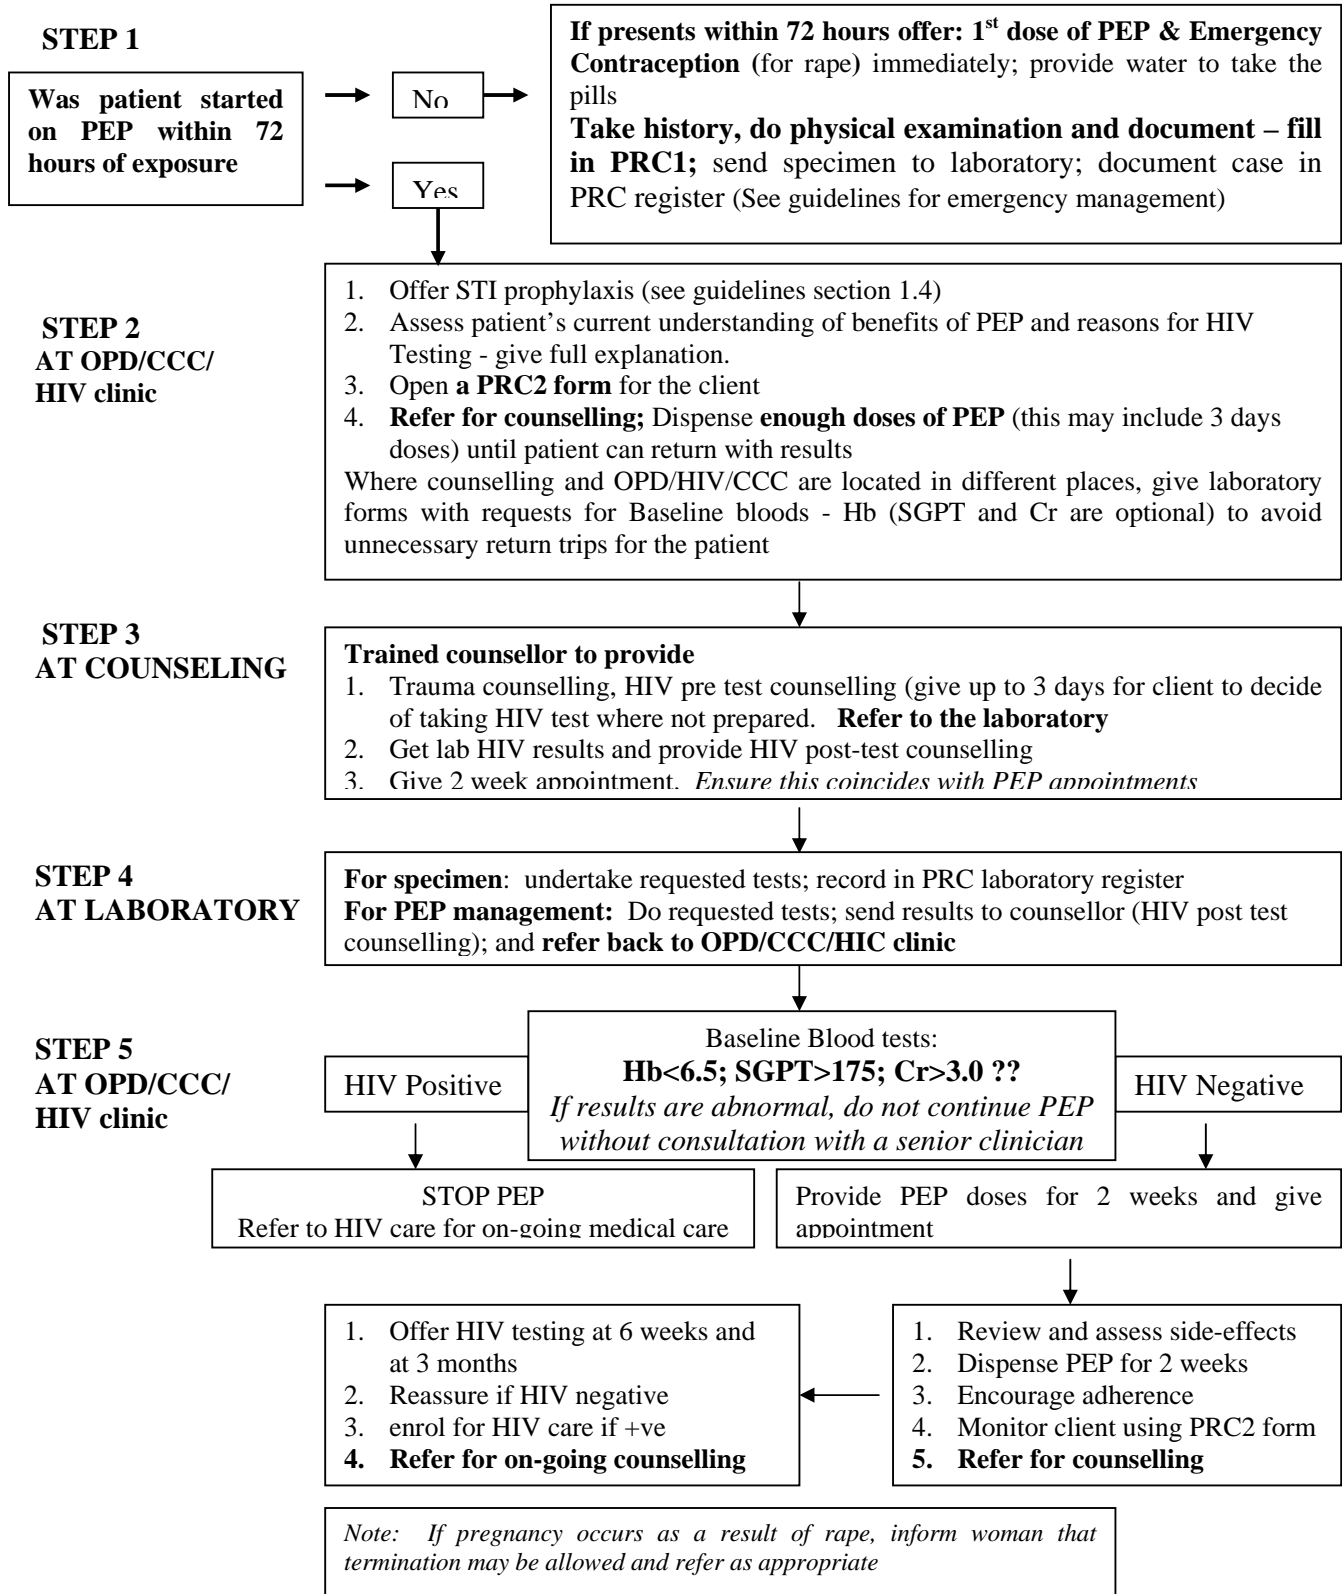 STEP 1
Was patient started
on PEP within 72
hours of exposure
No
Yes
If presents within 72 hours offer: 1st dose of PEP & Emergency
Contraception (for rape) immediately; provide water to take the
pills
Take history, do physical examination and document – fill
in PRC1; send specimen to laboratory; document case in
PRC register (See guidelines for emergency management)
STEP 2
AT OPD/CCC/
HIV clinic
1. Offer STI prophylaxis (see guidelines section 1.4)
2. Assess patient's current understanding of benefits of PEP and reasons for HIV
Testing - give full explanation.
3. Open a PRC2 form for the client
4. Refer for counselling; Dispense enough doses of PEP (this may include 3 days
doses) until patient can return with results
Where counselling and OPD/HIV/CCC are located in different places, give laboratory
forms with requests for Baseline bloods - Hb (SGPT and Cr are optional) to avoid
unnecessary return trips for the patient
STEP 3
AT COUNSELING
Trained counsellor to provide
1. Trauma counselling, HIV pre test counselling (give up to 3 days for client to decide
of taking HIV test where not prepared. Refer to the laboratory
2. Get lab HIV results and provide HIV post-test counselling
3. Give 2 week appointment. Ensure this coincides with PEP appointments
STEP 4
AT LABORATORY
For specimen: undertake requested tests; record in PRC laboratory register
For PEP management: Do requested tests; send results to counsellor (HIV post test
counselling); and refer back to OPD/CCC/HIC clinic
STEP 5
AT OPD/CCC/
HIV clinic
HIV Positive
Baseline Blood tests:
Hb<6.5; SGPT>175; Cr>3.0 ??
If results are abnormal, do not continue PEP
without consultation with a senior clinician
HIV Negative
STOP PEP
Refer to HIV care for on-going medical care
Provide PEP doses for 2 weeks and give
appointment
1. Offer HIV testing at 6 weeks and
at 3 months
2. Reassure if HIV negative
3. enrol for HIV care if +ve
4. Refer for on-going counselling
1. Review and assess side-effects
2. Dispense PEP for 2 weeks
3. Encourage adherence
4. Monitor client using PRC2 form
5. Refer for counselling
Note: If pregnancy occurs as a result of rape, inform woman that
termination may be allowed and refer as appropriate